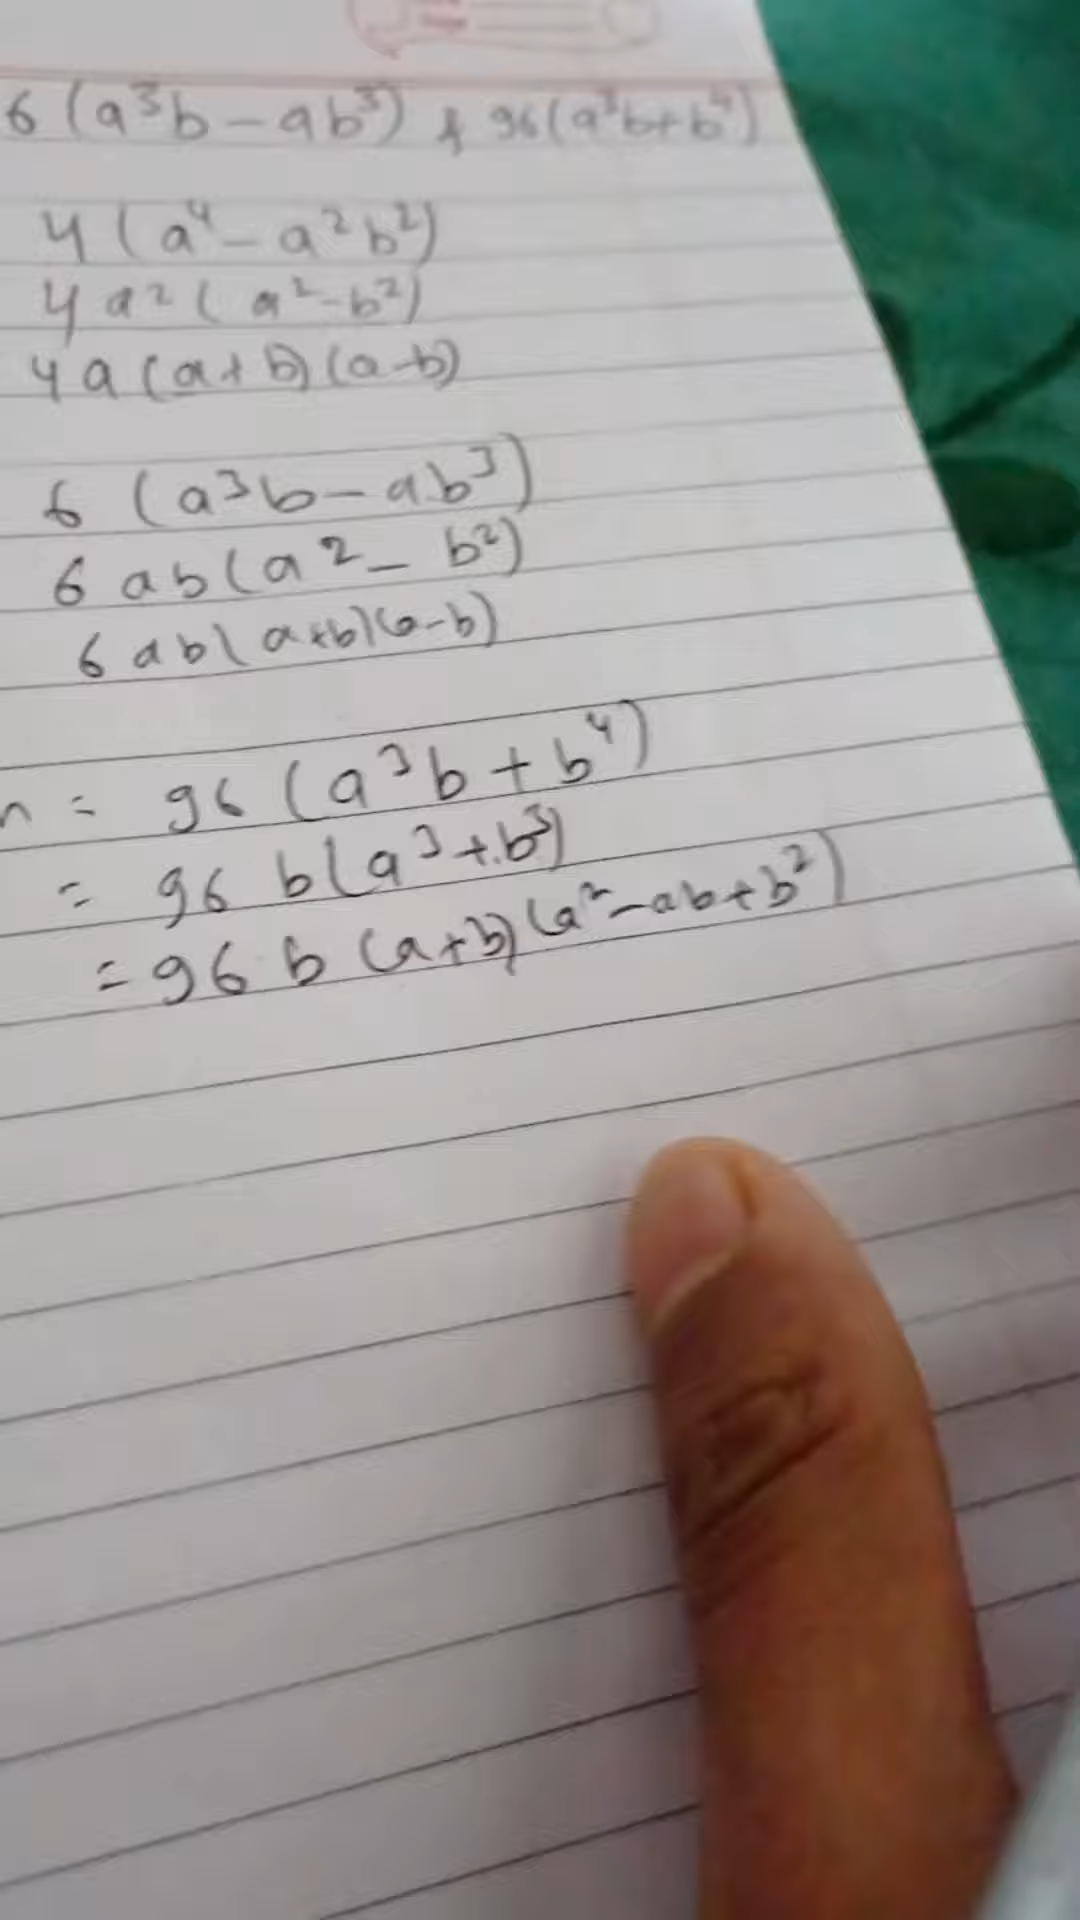 6 (a³b - ab³) & 96(a³b+b⁴)
4 (a⁴ - a²b²)
4 a2 ( a² - b²)
4 a (a+b) (a-b)
6 (a³b - ab³)
6 ab (a² - b²)
6 ab( a+b)(a-b)
n = 96 (a³b + b⁴)
= 96 b(a³+b³)
= 96 b (a+b) (a²-ab+b²)